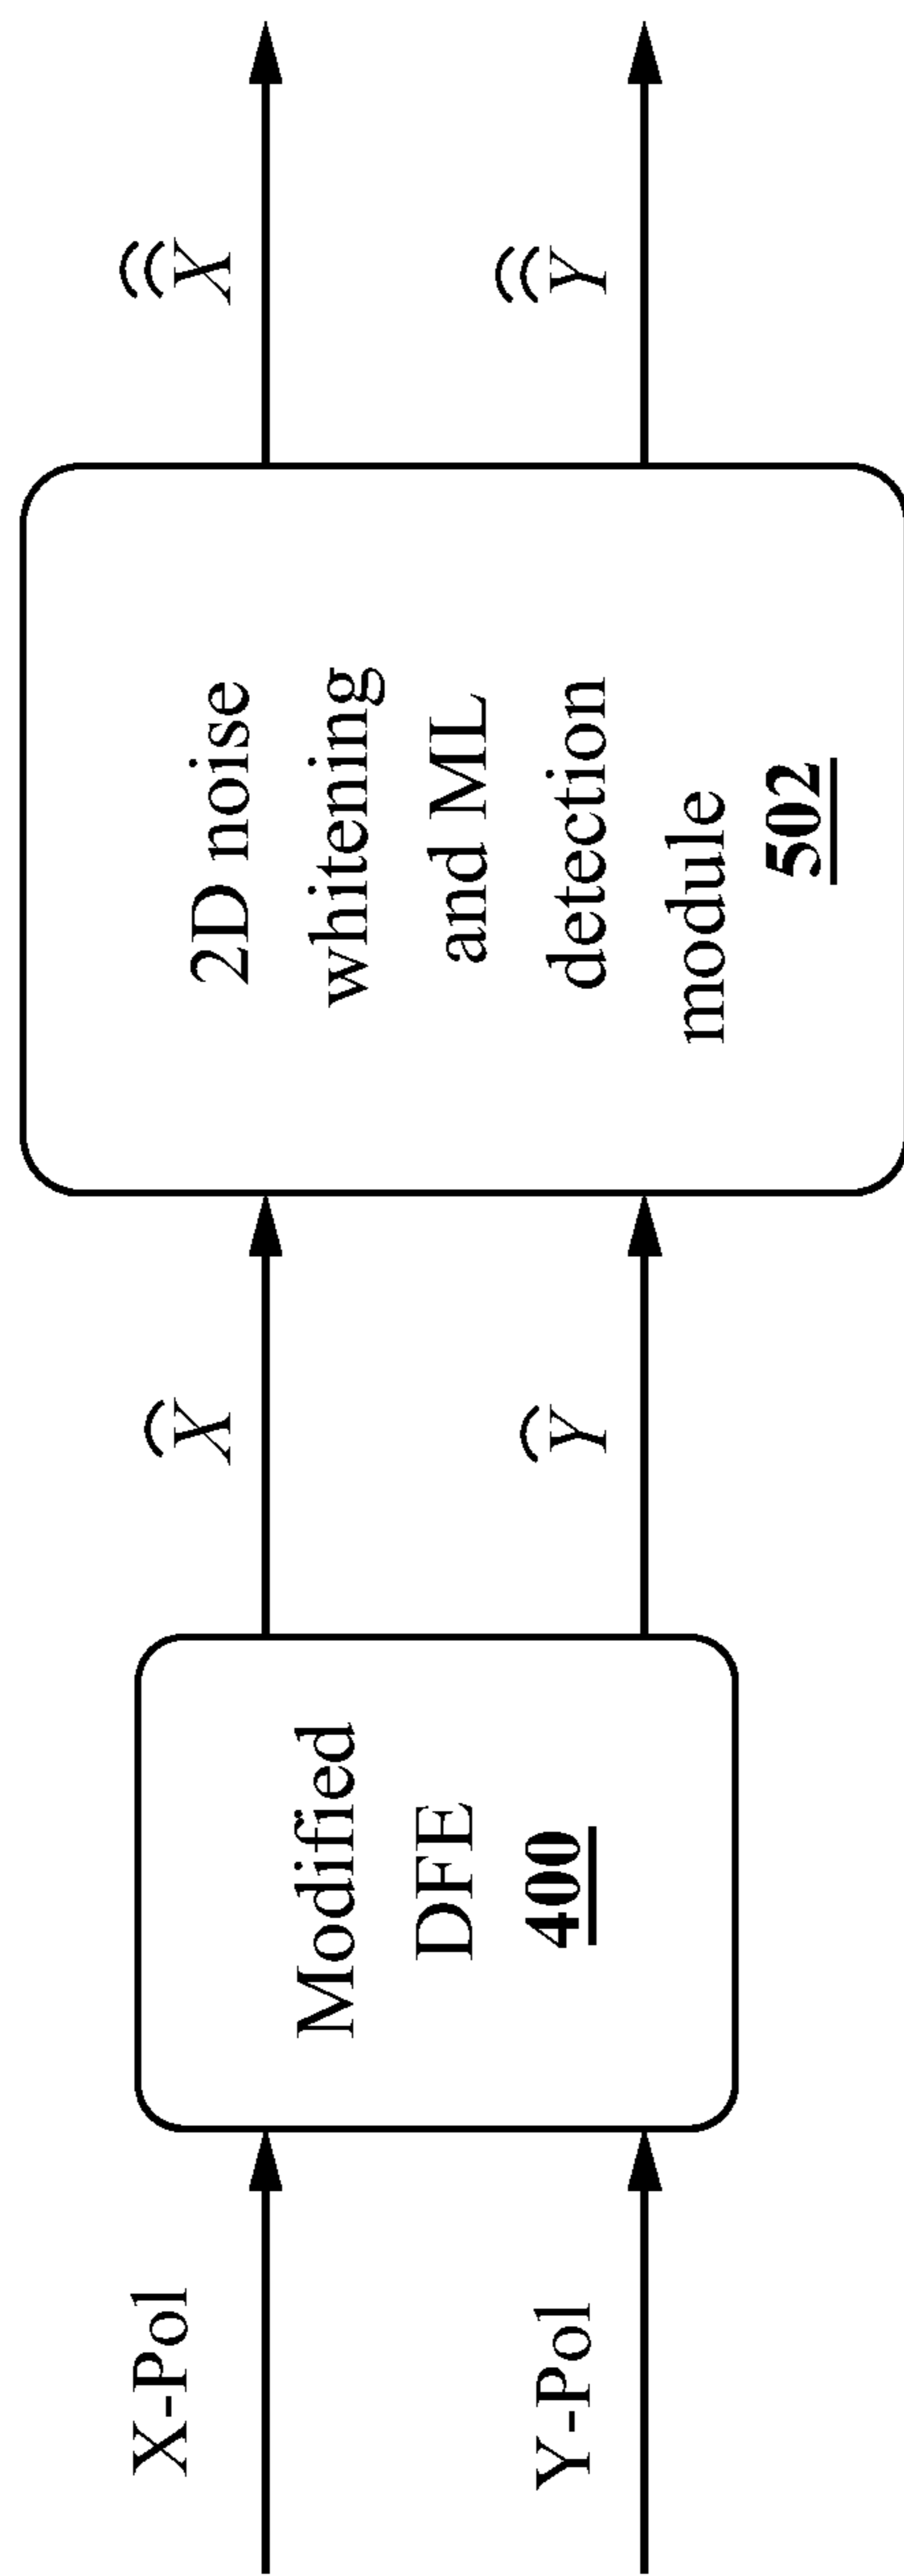 X-Pol
Y-Pol
Modified
DFE
400
X̂
Ŷ
2D noise
whitening
and ML
detection
module
502
X̂̂
Ŷ̂